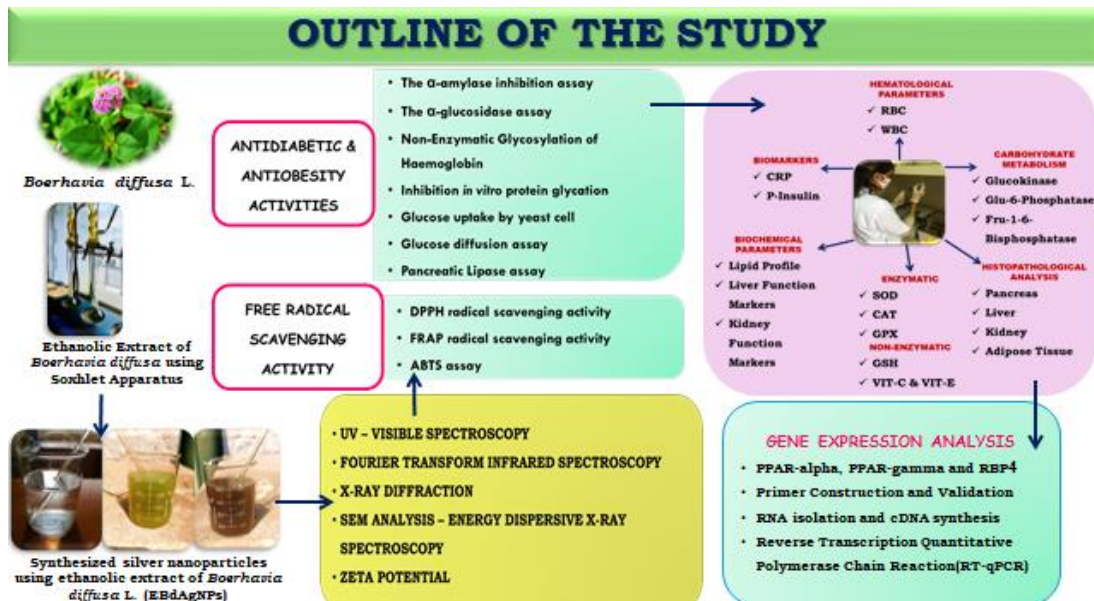 OUTLINE OF THE STUDY
Boerhavia diffusa L.
Ethanolic Extract of
Boerhavia diffusa using
Soxhlet Apparatus
Synthesized silver nanoparticles
using ethanolic extract of Boerhavia
diffusa L. (EBdAgNPs)
ANTIDIABETIC &
ANTIOBESITY
ACTIVITIES
• The α-amylase inhibition assay
• The α-glucosidase assay
• Non-Enzymatic Glycosylation of
Haemoglobin
• Inhibition in vitro protein glycation
• Glucose uptake by yeast cell
• Glucose diffusion assay
• Pancreatic Lipase assay
FREE RADICAL
SCAVENGING
ACTIVITY
• DPPH radical scavenging activity
• FRAP radical scavenging activity
• ABTS assay
• UV – VISIBLE SPECTROSCOPY
• FOURIER TRANSFORM INFRARED SPECTROSCOPY
• X-RAY DIFFRACTION
• SEM ANALYSIS – ENERGY DISPERSIVE X-RAY
SPECTROSCOPY
• ZETA POTENTIAL
HEMATOLOGICAL
PARAMETERS
✓ RBC
✓ WBC
BIOMARKERS
✓ CRP
✓ P-Insulin
CARBOHYDRATE
METABOLISM
✓ Glucokinase
✓ Glu-6-Phosphatase
✓ Fru-1-6-
Bisphosphatase
BIOCHEMICAL
PARAMETERS
✓ Lipid Profile
✓ Liver Function
Markers
✓ Kidney
Function
Markers
ENZYMATIC
✓ SOD
✓ CAT
✓ GPX
NON-ENZYMATIC
✓ GSH
✓ VIT-C & VIT-E
HISTOPATHOLOGICAL
ANALYSIS
✓ Pancreas
✓ Liver
✓ Kidney
✓ Adipose Tissue
GENE EXPRESSION ANALYSIS
• PPAR-alpha, PPAR-gamma and RBP4
• Primer Construction and Validation
• RNA isolation and cDNA synthesis
• Reverse Transcription Quantitative
Polymerase Chain Reaction(RT-qPCR)